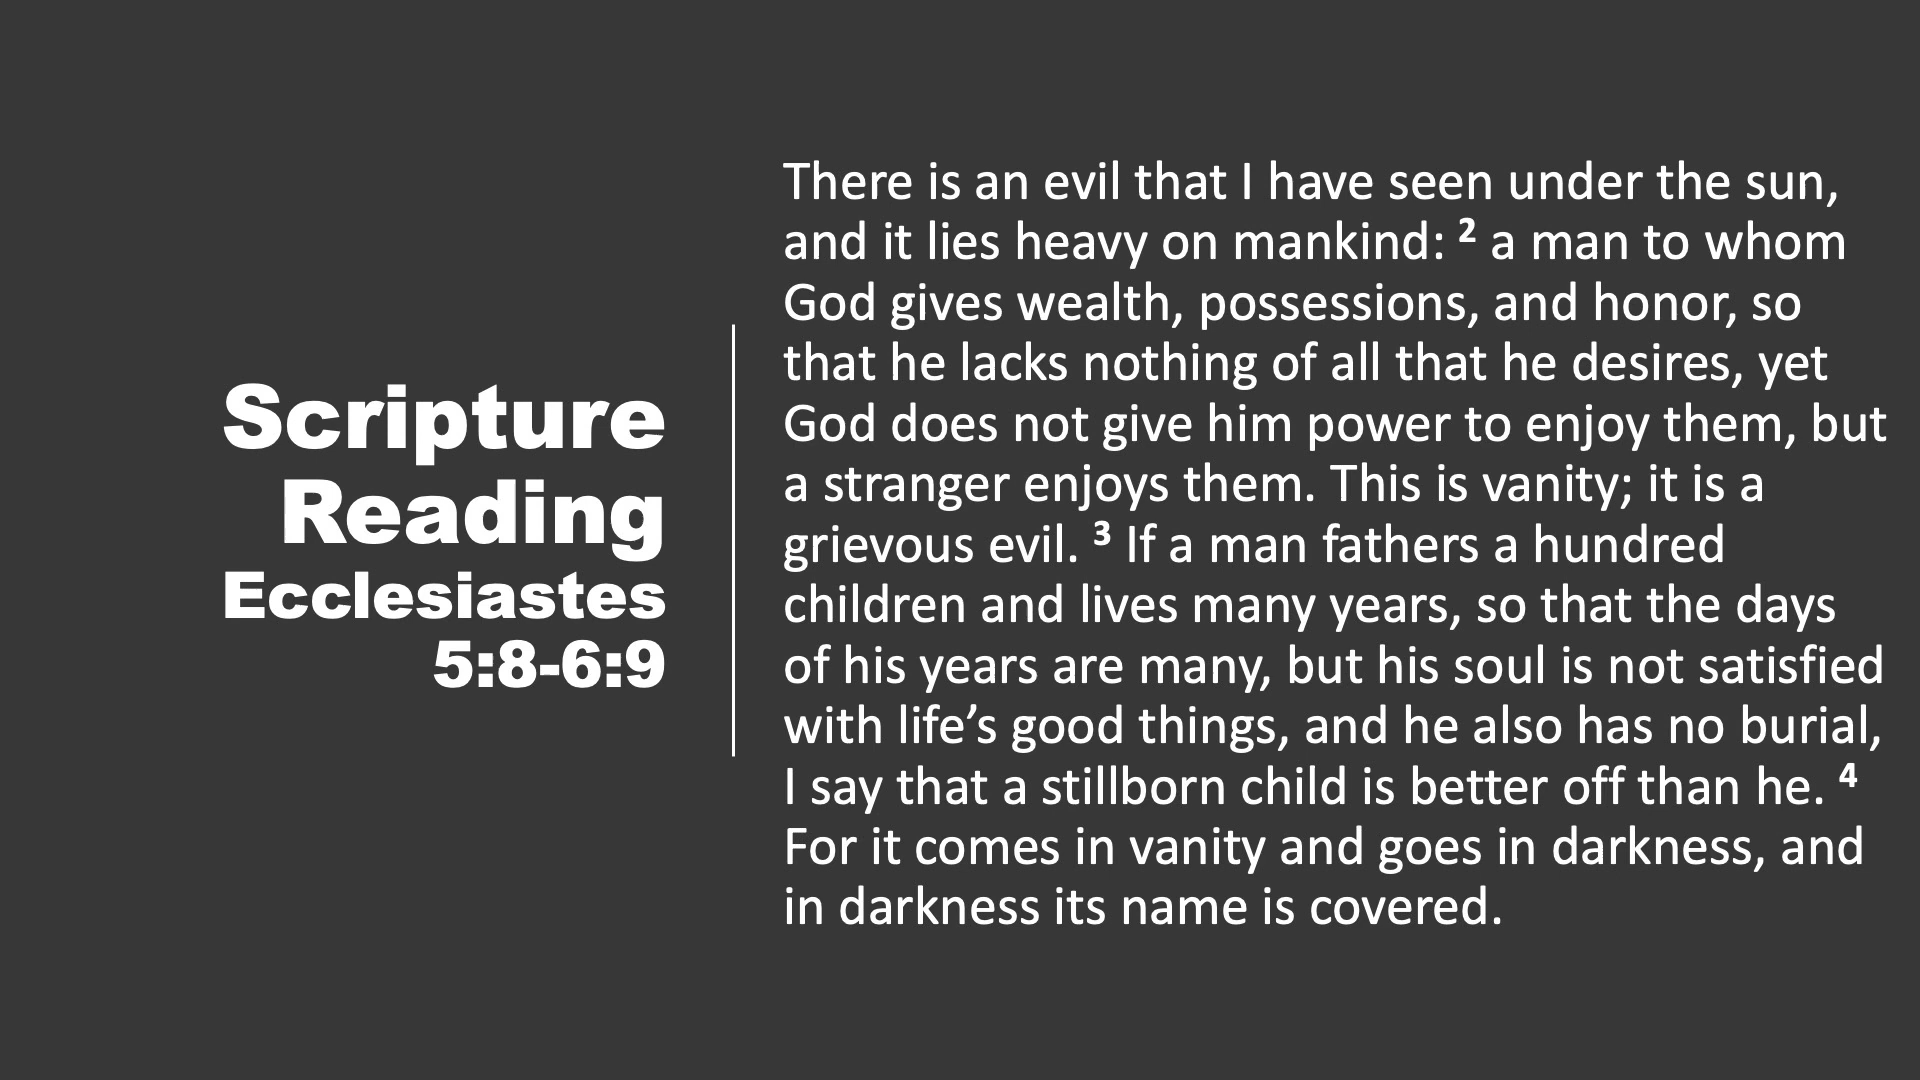 Scripture
Reading
Ecclesiastes
5:8-6:9
There is an evil that I have seen under the sun,
and it lies heavy on mankind: ² a man to whom
God gives wealth, possessions, and honor, so
that he lacks nothing of all that he desires, yet
God does not give him power to enjoy them, but
a stranger enjoys them. This is vanity; it is a
grievous evil. ³ If a man fathers a hundred
children and lives many years, so that the days
of his years are many, but his soul is not satisfied
with life’s good things, and he also has no burial,
I say that a stillborn child is better off than he. ⁴
For it comes in vanity and goes in darkness, and
in darkness its name is covered.